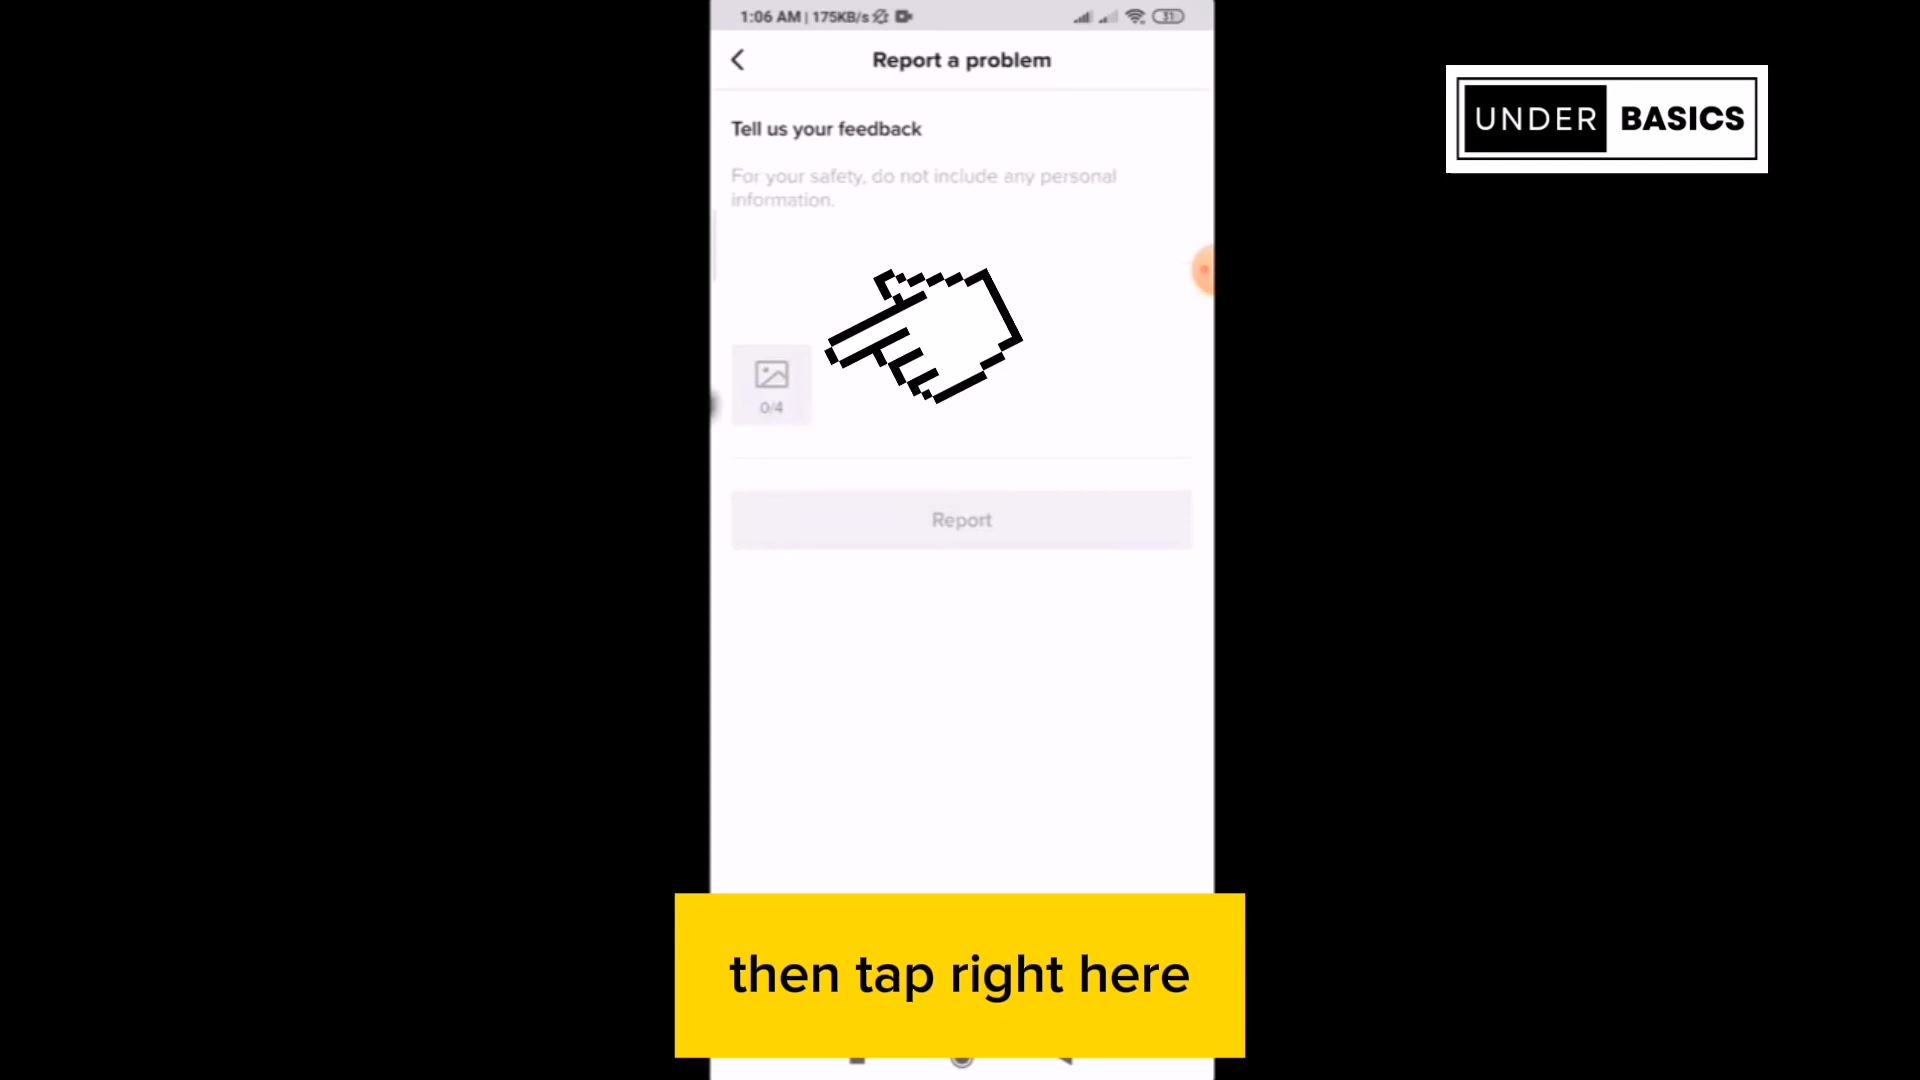 1:06 AM | 175KB/s
31
Report a problem
UNDER BASICS
Tell us your feedback
For your safety, do not include any personal
information.
0/4
Report
then tap right here